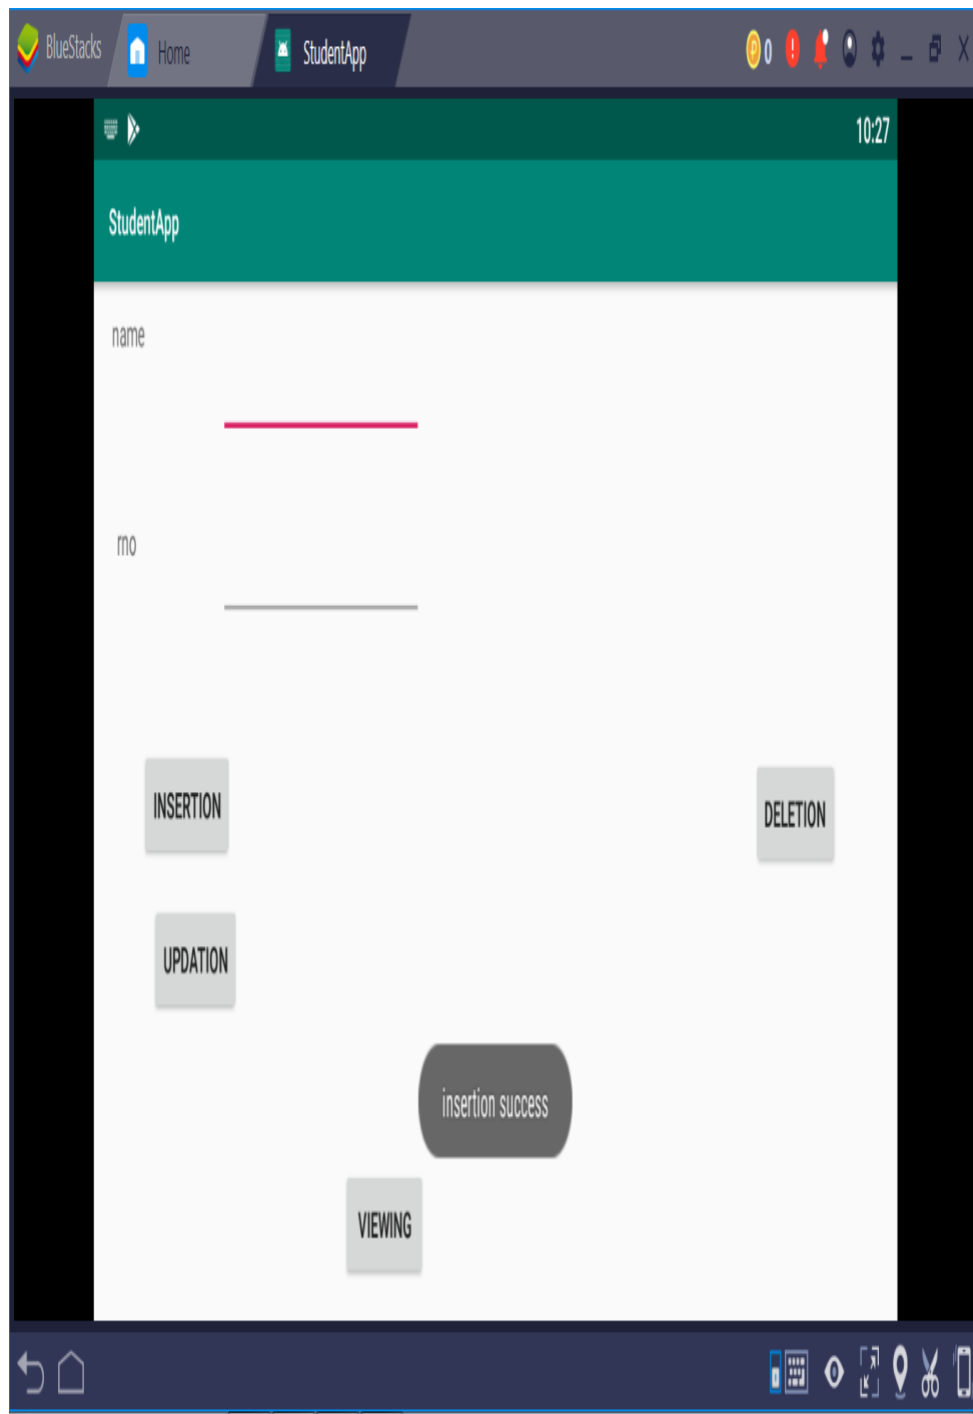 BlueStacks Home StudentApp 0
10:27
StudentApp
name
rno
INSERTION DELETION
UPDATION
insertion success
VIEWING